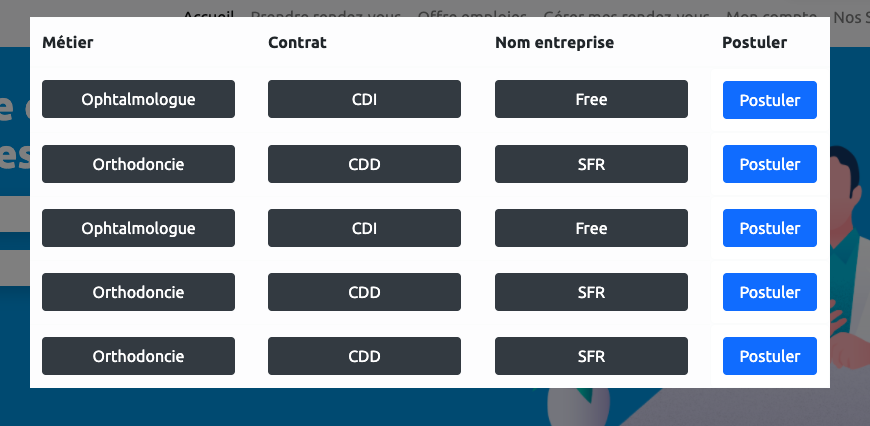 Accueil Prendre rendez vous Offre emploies Gérer mes rendez vous Mon compte Nos S
Métier Contrat Nom entreprise Postuler
Ophtalmologue CDI Free Postuler
Orthodoncie CDD SFR Postuler
Ophtalmologue CDI Free Postuler
Orthodoncie CDD SFR Postuler
Orthodoncie CDD SFR Postuler